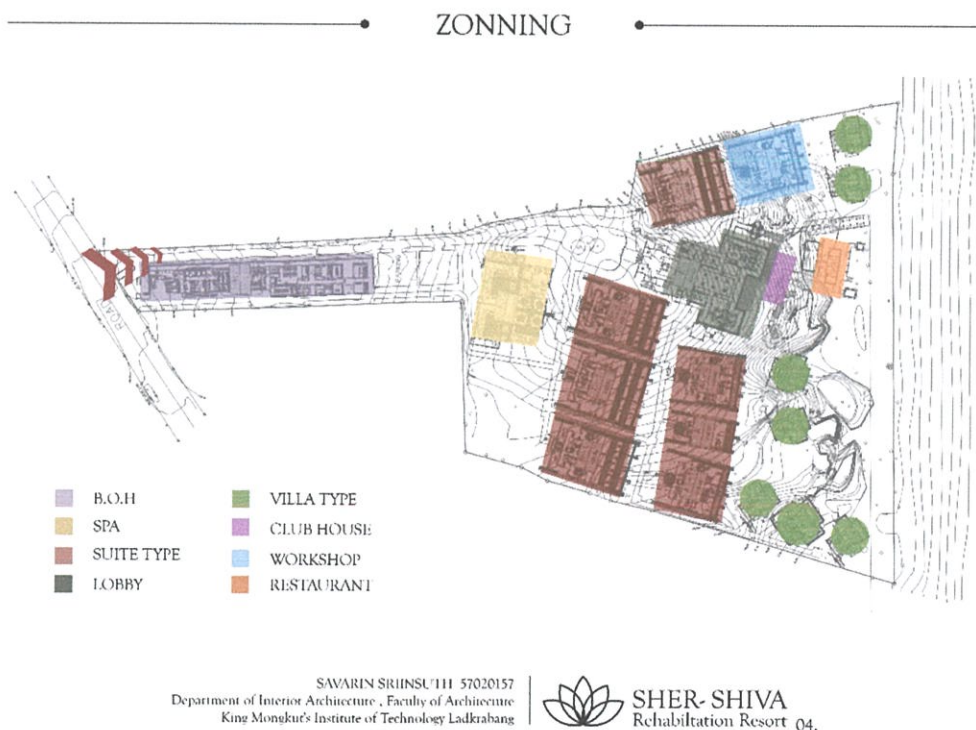 ZONNING
ROAD
B.O.H
SPA
SUITE TYPE
LOBBY
VILLA TYPE
CLUB HOUSE
WORKSHOP
RESTAURANT
SAVARIN SRIINSUTH 57020157
Department of Interior Architecture , Faculty of Architecture
King Mongkut's Institute of Technology Ladkrabang
SHER-SHIVA
Rehabiltation Resort 04.